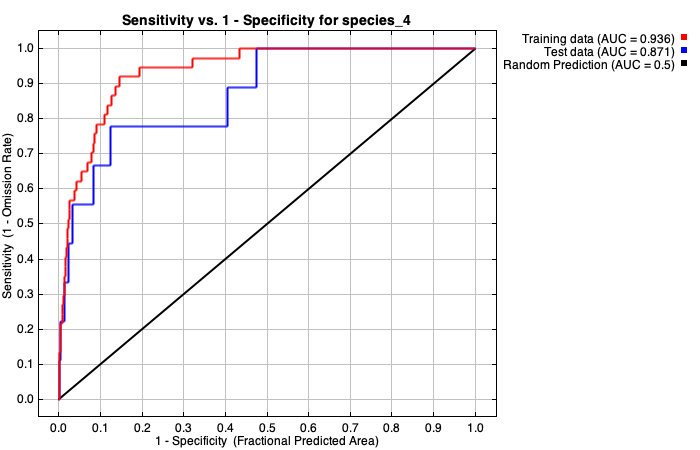 Sensitivity vs. 1 - Specificity for species_4
Training data (AUC = 0.936)
Test data (AUC = 0.871)
Random Prediction (AUC = 0.5)
Sensitivity (1 - Omission Rate)
1.0
0.9
0.8
0.7
0.6
0.5
0.4
0.3
0.2
0.1
0.0
0.0 0.1 0.2 0.3 0.4 0.5 0.6 0.7 0.8 0.9 1.0
1 - Specificity (Fractional Predicted Area)